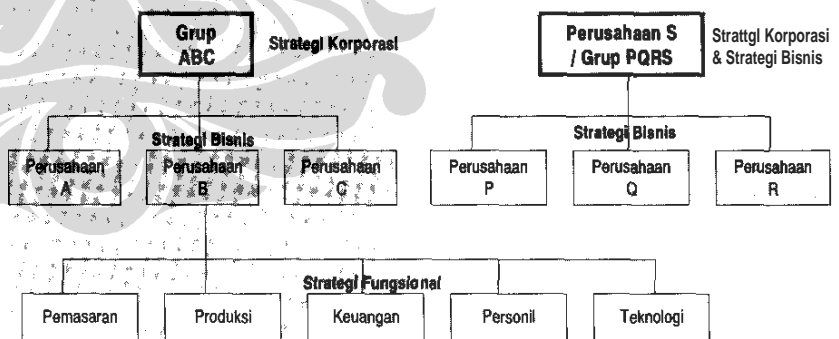 Grup
ABC
Strategi Korporasi
Perusahaan S
/ Grup PQRS
Strattgl Korporasi
& Strategi Bisnis
Strategi Bisnis
Strategi Bisnis
Perusahaan
A
Perusahaan
B
Perusahaan
C
Perusahaan
P
Perusahaan
Q
Perusahaan
R
Strategi Fungsional
Pemasaran
Produksi
Keuangan
Personil
Teknologi